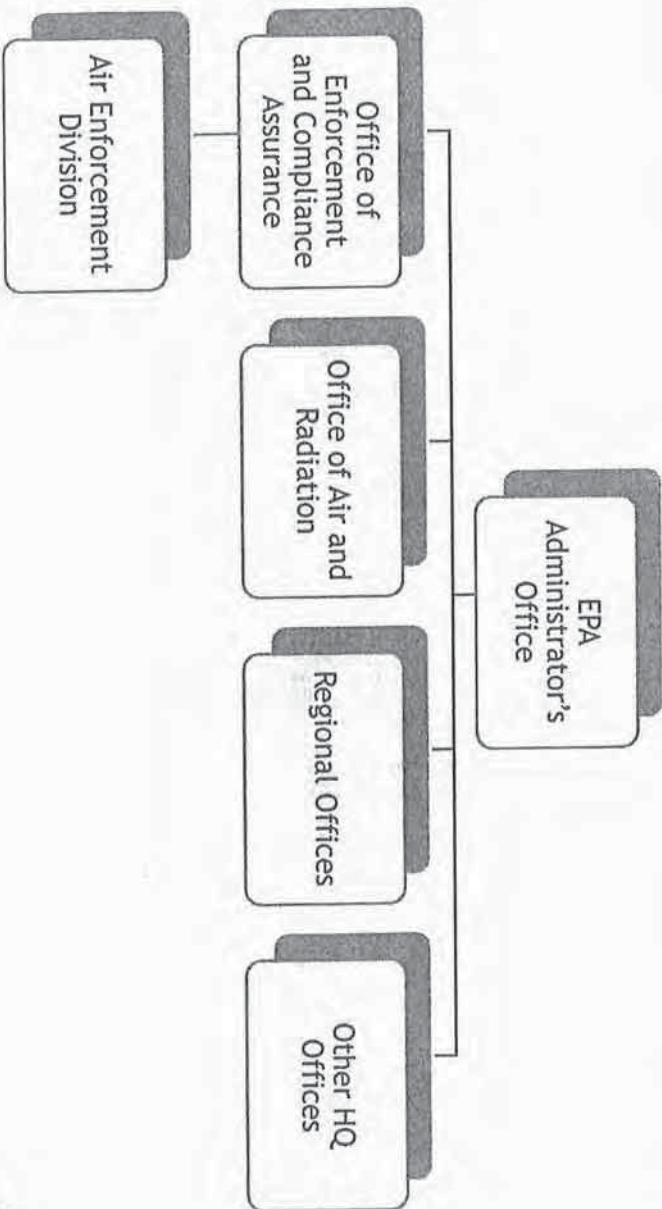 EPA
Administrator's
Office
Office of
Enforcement
and Compliance
Assurance
Office of Air and
Radiation
Regional Offices
Other HQ
Offices
Air Enforcement
Division